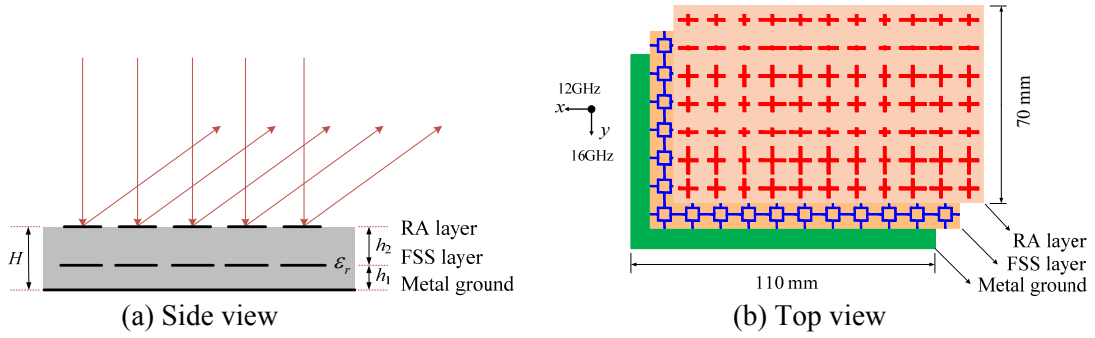 H
h₂
h₁
εᵣ
RA layer
FSS layer
Metal ground
(a) Side view
12GHz
x
y
16GHz
70 mm
110 mm
RA layer
FSS layer
Metal ground
(b) Top view